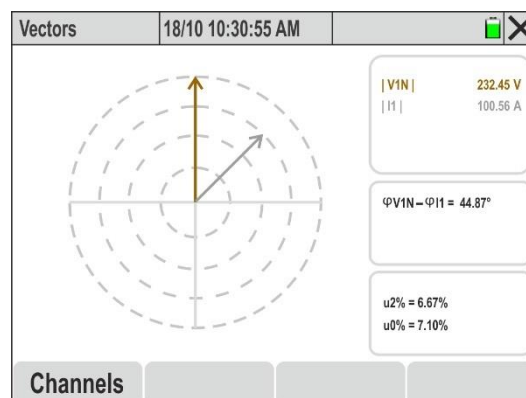 Vectors 18/10 10:30:55 AM
| V1N | 232.45 V
| I1 | 100.56 A
φV1N–φI1 = 44.87°
u2% = 6.67%
u0% = 7.10%
Channels